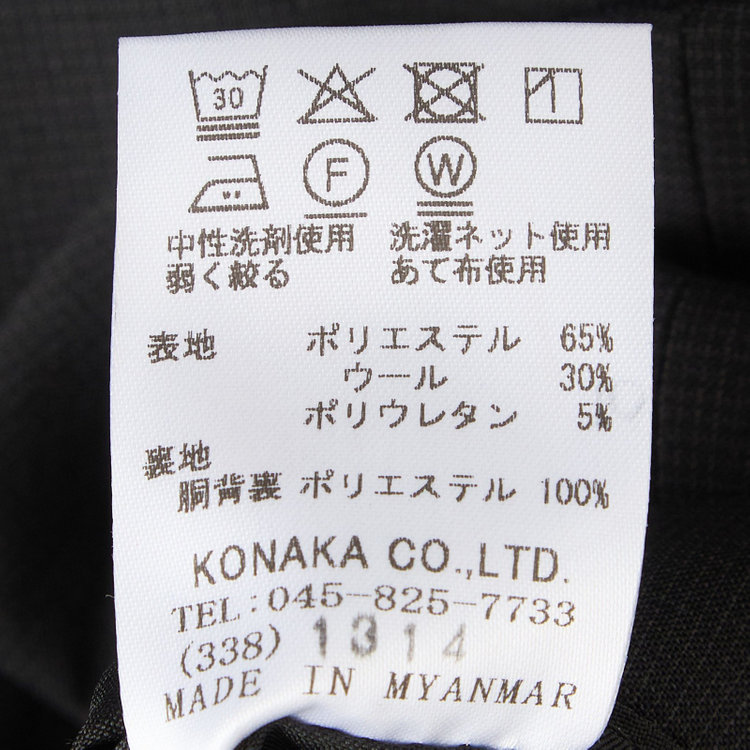 30
F W
中性洗剤使用 洗濯ネット使用
弱く絞る あて布使用
表地 ポリエステル 65%
ウール 30%
ポリウレタン 5%
裏地
胴背裏 ポリエステル 100%
KONAKA CO.,LTD.
TEL:045-825-7733
(338) 1314
MADE IN MYANMAR